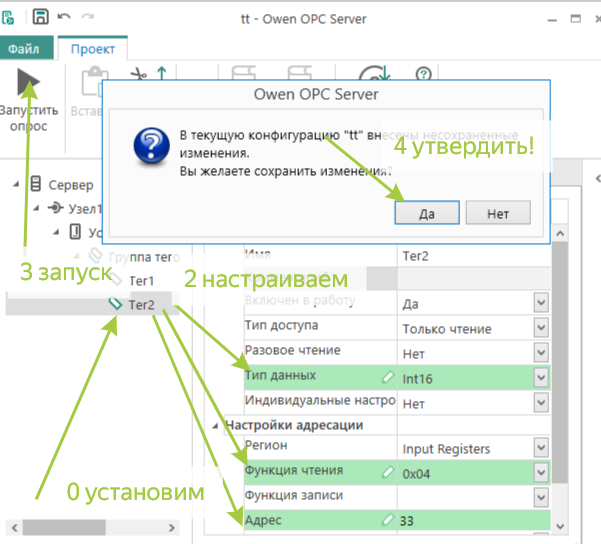 tt - Owen OPC Server
Файл
Проект
Запустить
опрос
Owen OPC Server
В текущую конфигурацию "tt" внесены несохраненные
изменения.
Вы желаете сохранить изменения?
4 утвердить!
Да
Нет
Сервер
Узел1
Группа тего
3 запуск
Тег1
Тег2
0 установим
2 настраиваем
Имя
Тег2
Включен в работу
Да
Тип доступа
Только чтение
Разовое чтение
Нет
Тип данных
Int16
Индивидуальные настро
Нет
Настройки адресации
Регион
Input Registers
Функция чтения
0x04
Функция записи
Адрес
33